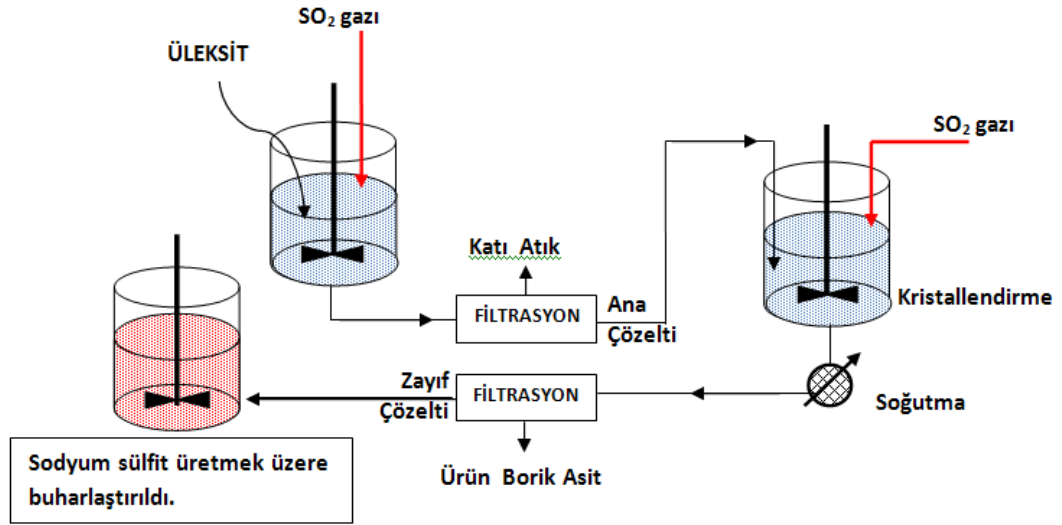 SO₂ gazı
ÜLEKSİT
SO₂ gazı
Katı Atık
FİLTRASYON
Ana
Çözelti
Kristallendirme
Zayıf
Çözelti
FİLTRASYON
Soğutma
Ürün Borik Asit
Sodyum sülfit üretmek üzere
buharlaştırıldı.